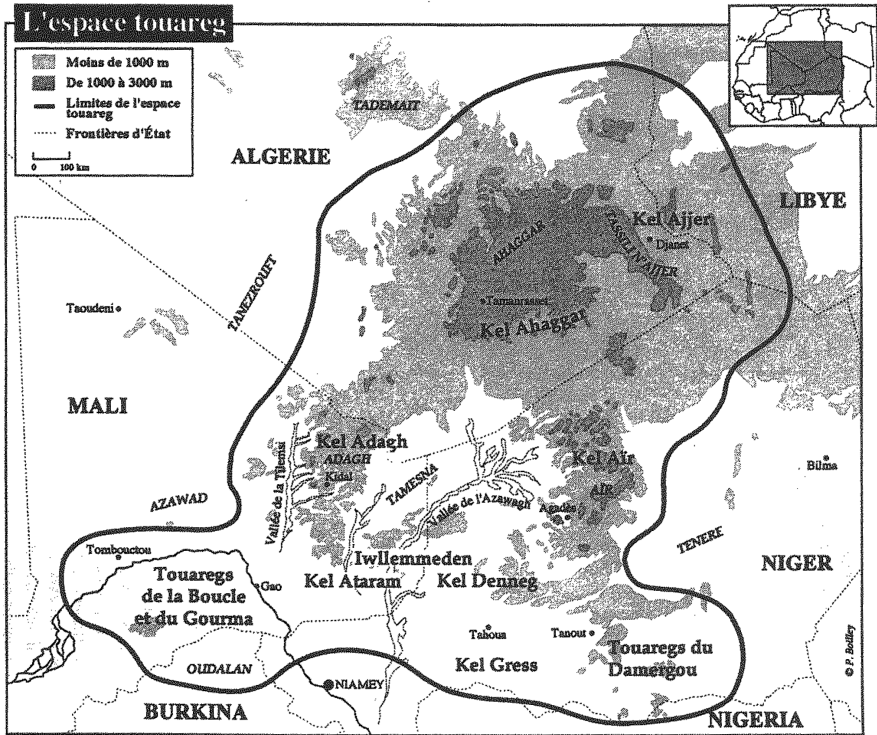 L'espace touareg
Moins de 1000 m
De 1000 à 3000 m
Limites de l'espace
touareg
Frontières d'État
0 100 km
TADEMAIT
ALGERIE
LIBYE
Kel Ajjer
Djanet
AHAGGAR
TASSILI N'AJJER
TANEZROUFT
Tamanrasset
Kel Ahaggar
Taoudeni
MALI
Kel Adagh
ADAGH
Kidal
Vallée de la Tilemsi
TAMESNA
Vallée de l'Azawagh
Kel Aïr
AÏR
Agadès
Bilma
AZAWAD
TENERE
NIGER
Tombouctou
Touaregs
de la Boucle
et du Gourma
Gao
Iwllemmeden
Kel Ataram
Kel Denneg
Tahoua
Tanout
Touaregs du
Damergou
Kel Gress
OUDALAN
NIAMEY
BURKINA
NIGERIA
© P. Boilley